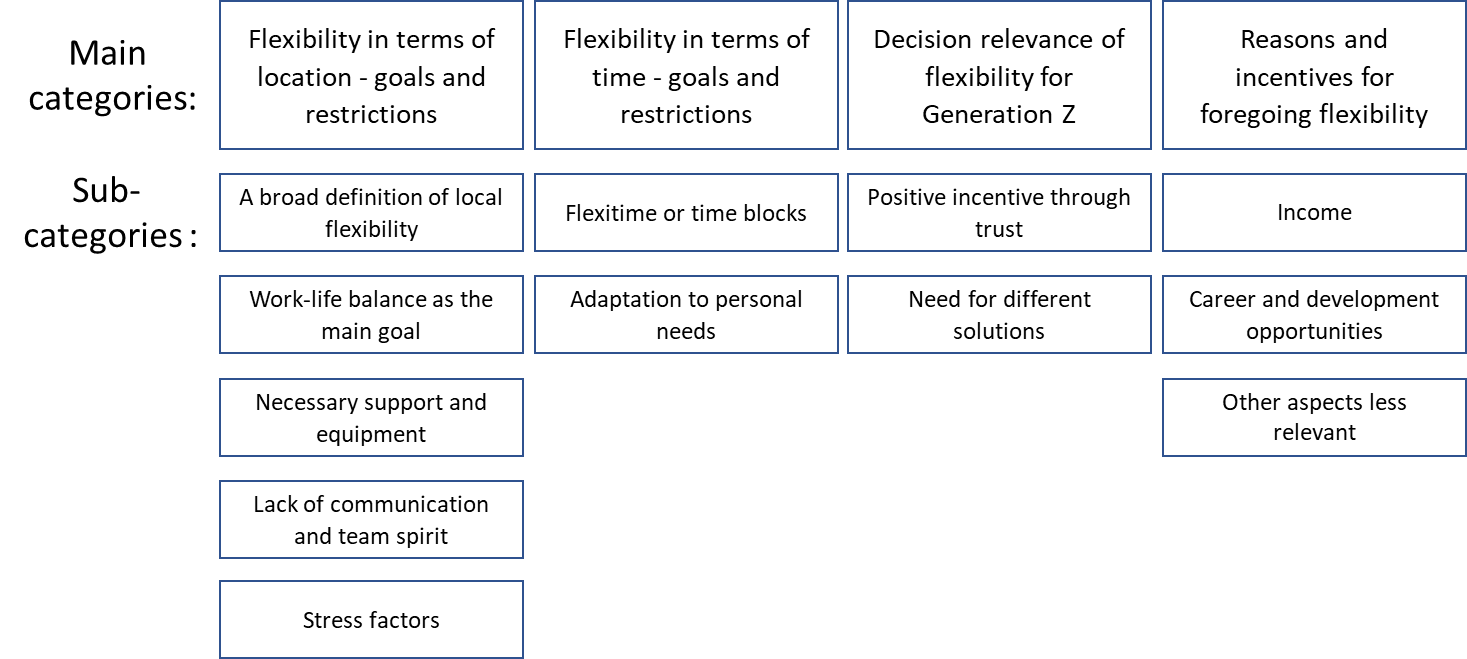 Main
categories:
Flexibility in terms of
location - goals and
restrictions
Flexibility in terms of
time - goals and
restrictions
Decision relevance of
flexibility for
Generation Z
Reasons and
incentives for
foregoing flexibility
Sub-
categories :
A broad definition of local
flexibility
Flexitime or time blocks
Positive incentive through
trust
Income
Work-life balance as the
main goal
Adaptation to personal
needs
Need for different
solutions
Career and development
opportunities
Necessary support and
equipment
Other aspects less
relevant
Lack of communication
and team spirit
Stress factors